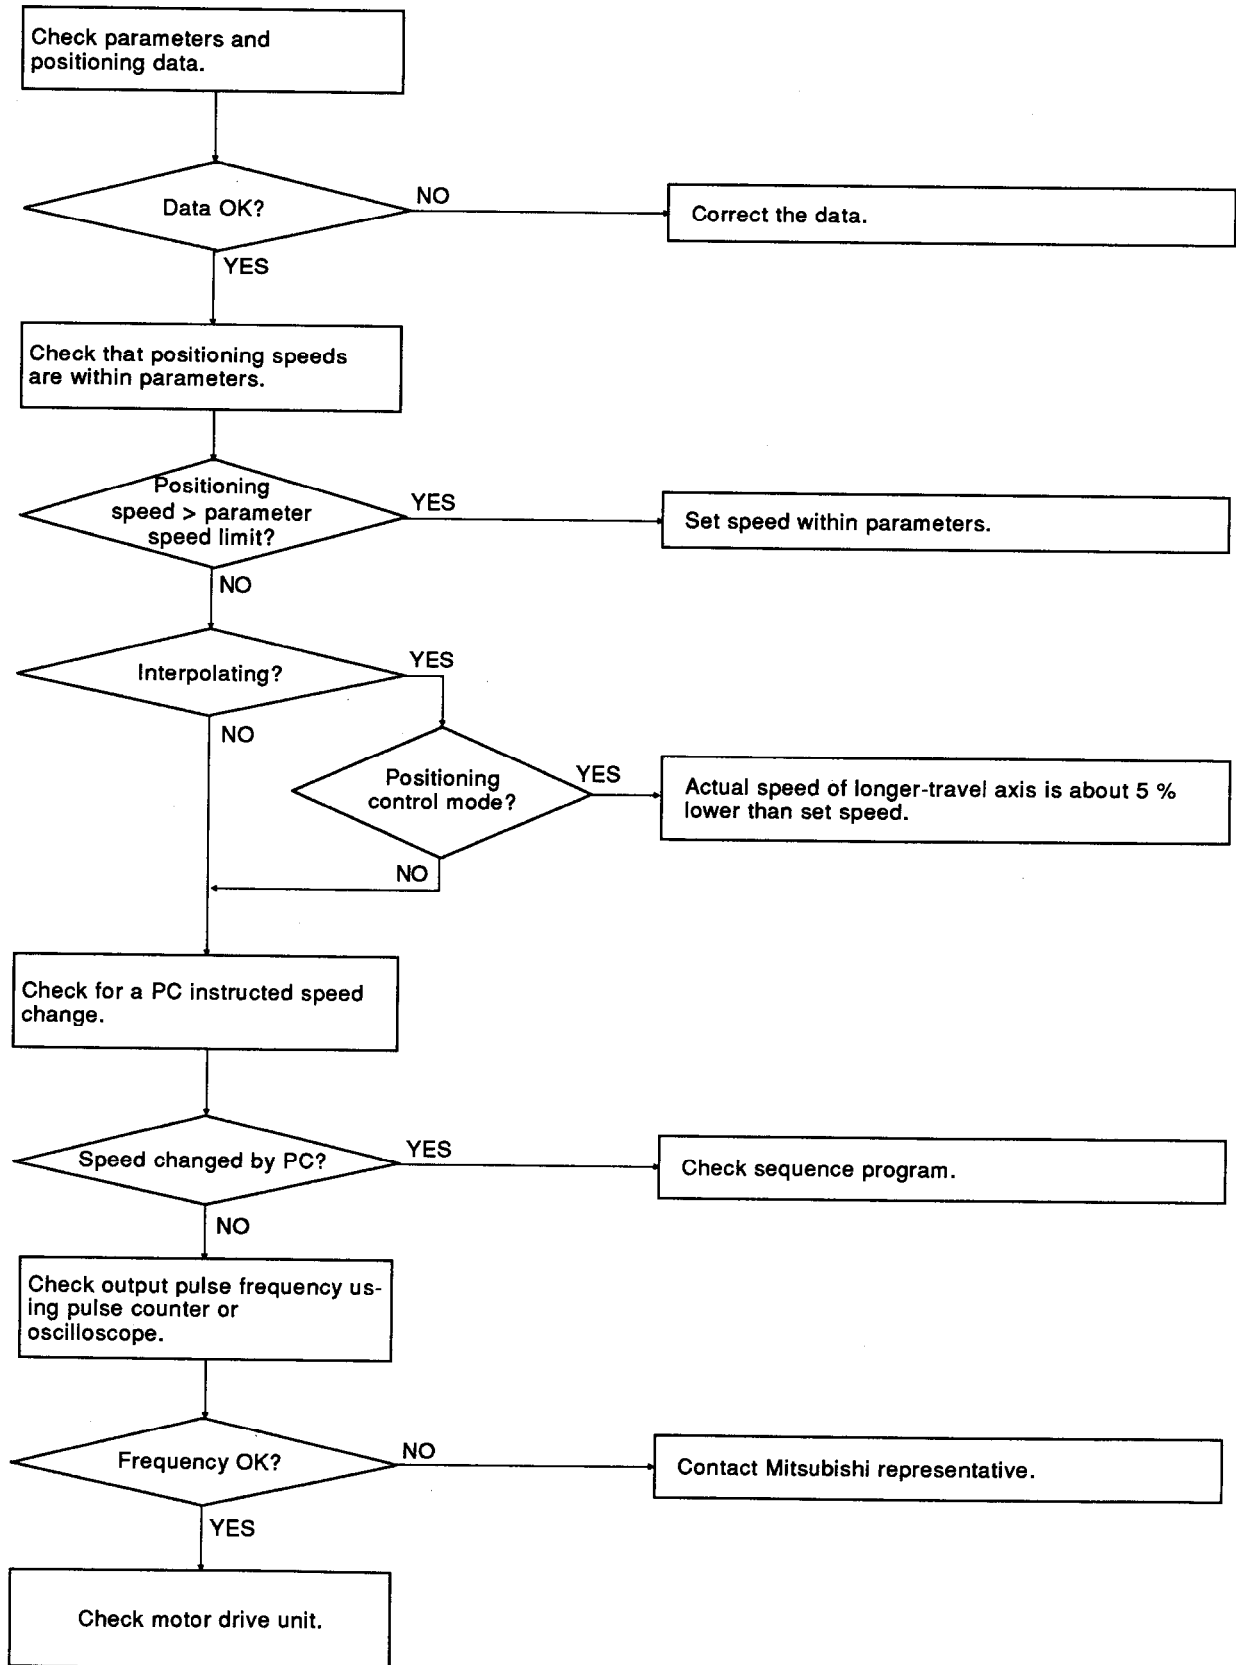 Check parameters and
positioning data.
Data OK?
NO
Correct the data.
YES
Check that positioning speeds
are within parameters.
Positioning
speed > parameter
speed limit?
YES
Set speed within parameters.
NO
Interpolating?
YES
NO
Positioning
control mode?
YES
Actual speed of longer-travel axis is about 5 %
lower than set speed.
NO
Check for a PC instructed speed
change.
Speed changed by PC?
YES
Check sequence program.
NO
Check output pulse frequency us-
ing pulse counter or
oscilloscope.
Frequency OK?
NO
Contact Mitsubishi representative.
YES
Check motor drive unit.